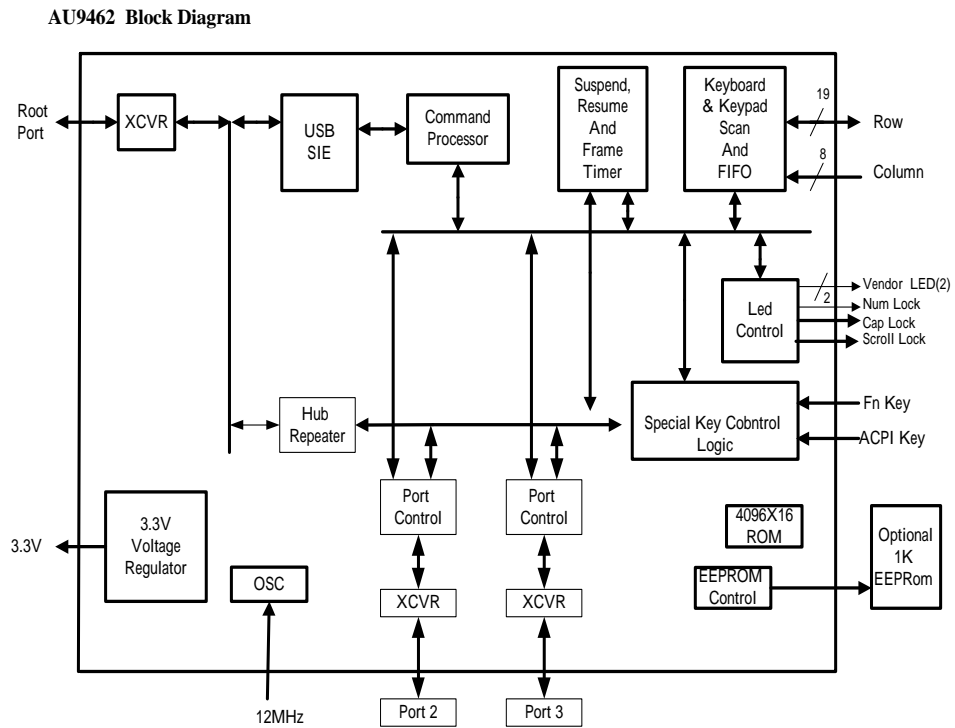 AU9462 Block Diagram
Root
Port
XCVR
USB
SIE
Command
Processor
Suspend,
Resume
And
Frame
Timer
Keyboard
& Keypad
Scan
And
FIFO
19
Row
8
Column
Led
Control
Vendor LED(2)
2
Num Lock
Cap Lock
Scroll Lock
Hub
Repeater
Special Key Cobntrol
Logic
Fn Key
ACPI Key
Port
Control
Port
Control
3.3V
3.3V
Voltage
Regulator
OSC
XCVR
XCVR
4096X16
ROM
EEPROM
Control
Optional
1K
EEPRom
12MHz
Port 2
Port 3